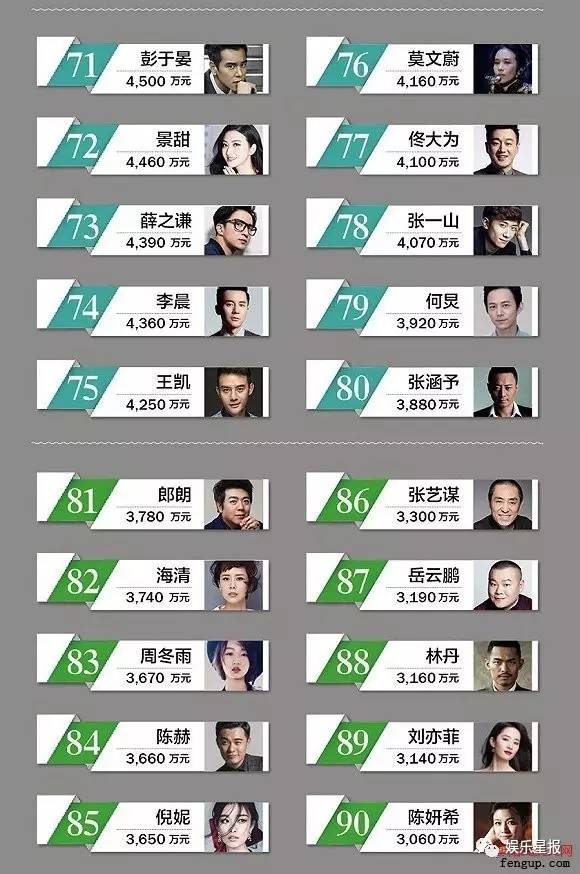 71 彭于晏
4,500 万元
72 景甜
4,460 万元
73 薛之谦
4,390 万元
74 李晨
4,360 万元
75 王凯
4,250 万元
76 莫文蔚
4,160 万元
77 佟大为
4,100 万元
78 张一山
4,070 万元
79 何炅
3,920 万元
80 张涵予
3,880 万元
81 郎朗
3,780 万元
82 海清
3,740 万元
83 周冬雨
3,670 万元
84 陈赫
3,660 万元
85 倪妮
3,650 万元
86 张艺谋
3,300 万元
87 岳云鹏
3,190 万元
88 林丹
3,160 万元
89 刘亦菲
3,140 万元
90 陈妍希
3,060 万元
娱乐星报
网
fengup.com